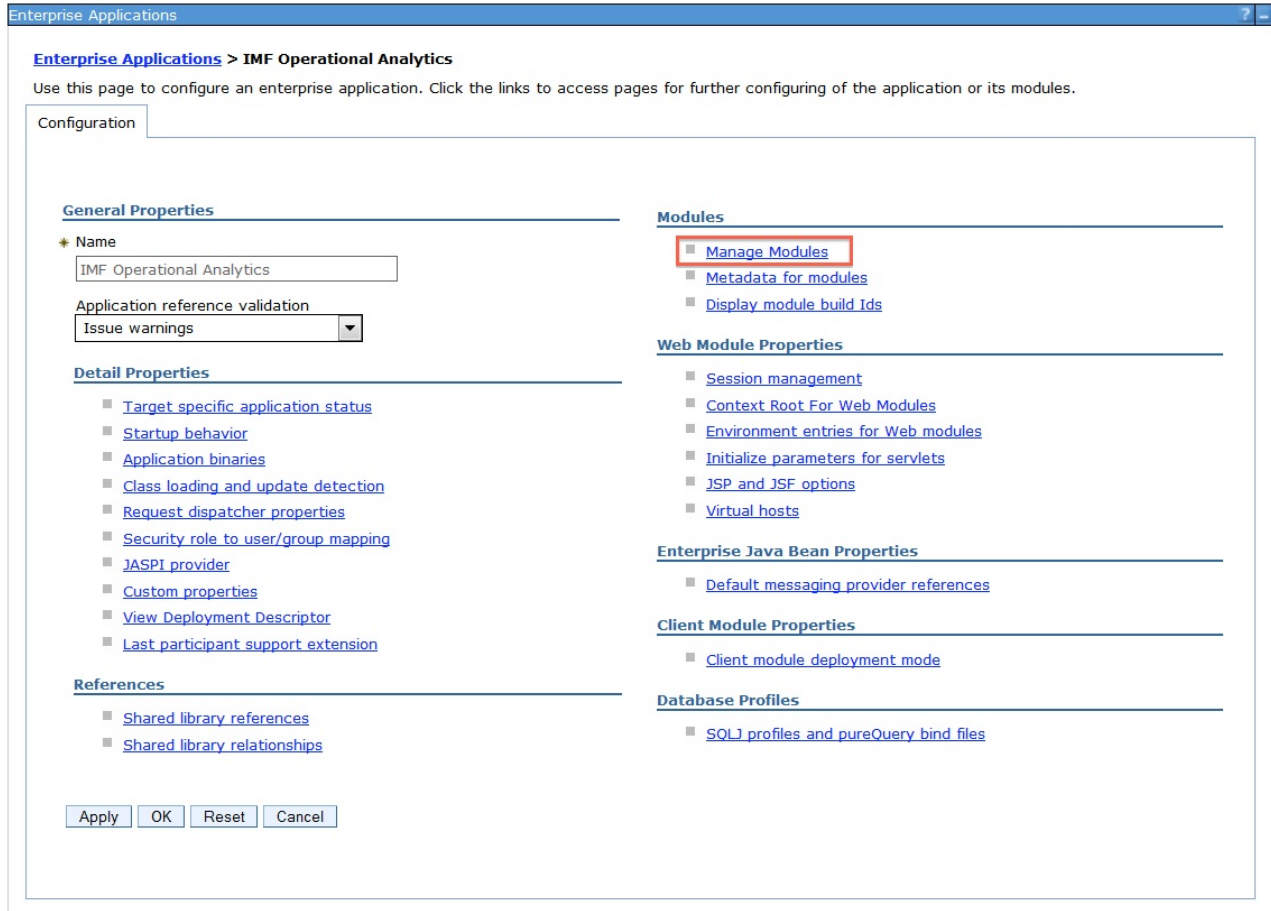 Enterprise Applications
? –
Enterprise Applications > IMF Operational Analytics
Use this page to configure an enterprise application. Click the links to access pages for further configuring of the application or its modules.
Configuration
General Properties
Name
IMF Operational Analytics
Application reference validation
Issue warnings
Detail Properties
Target specific application status
Startup behavior
Application binaries
Class loading and update detection
Request dispatcher properties
Security role to user/group mapping
JASPI provider
Custom properties
View Deployment Descriptor
Last participant support extension
References
Shared library references
Shared library relationships
Modules
Manage Modules
Metadata for modules
Display module build Ids
Web Module Properties
Session management
Context Root For Web Modules
Environment entries for Web modules
Initialize parameters for servlets
JSP and JSF options
Virtual hosts
Enterprise Java Bean Properties
Default messaging provider references
Client Module Properties
Client module deployment mode
Database Profiles
SQLJ profiles and pureQuery bind files
Apply OK Reset Cancel